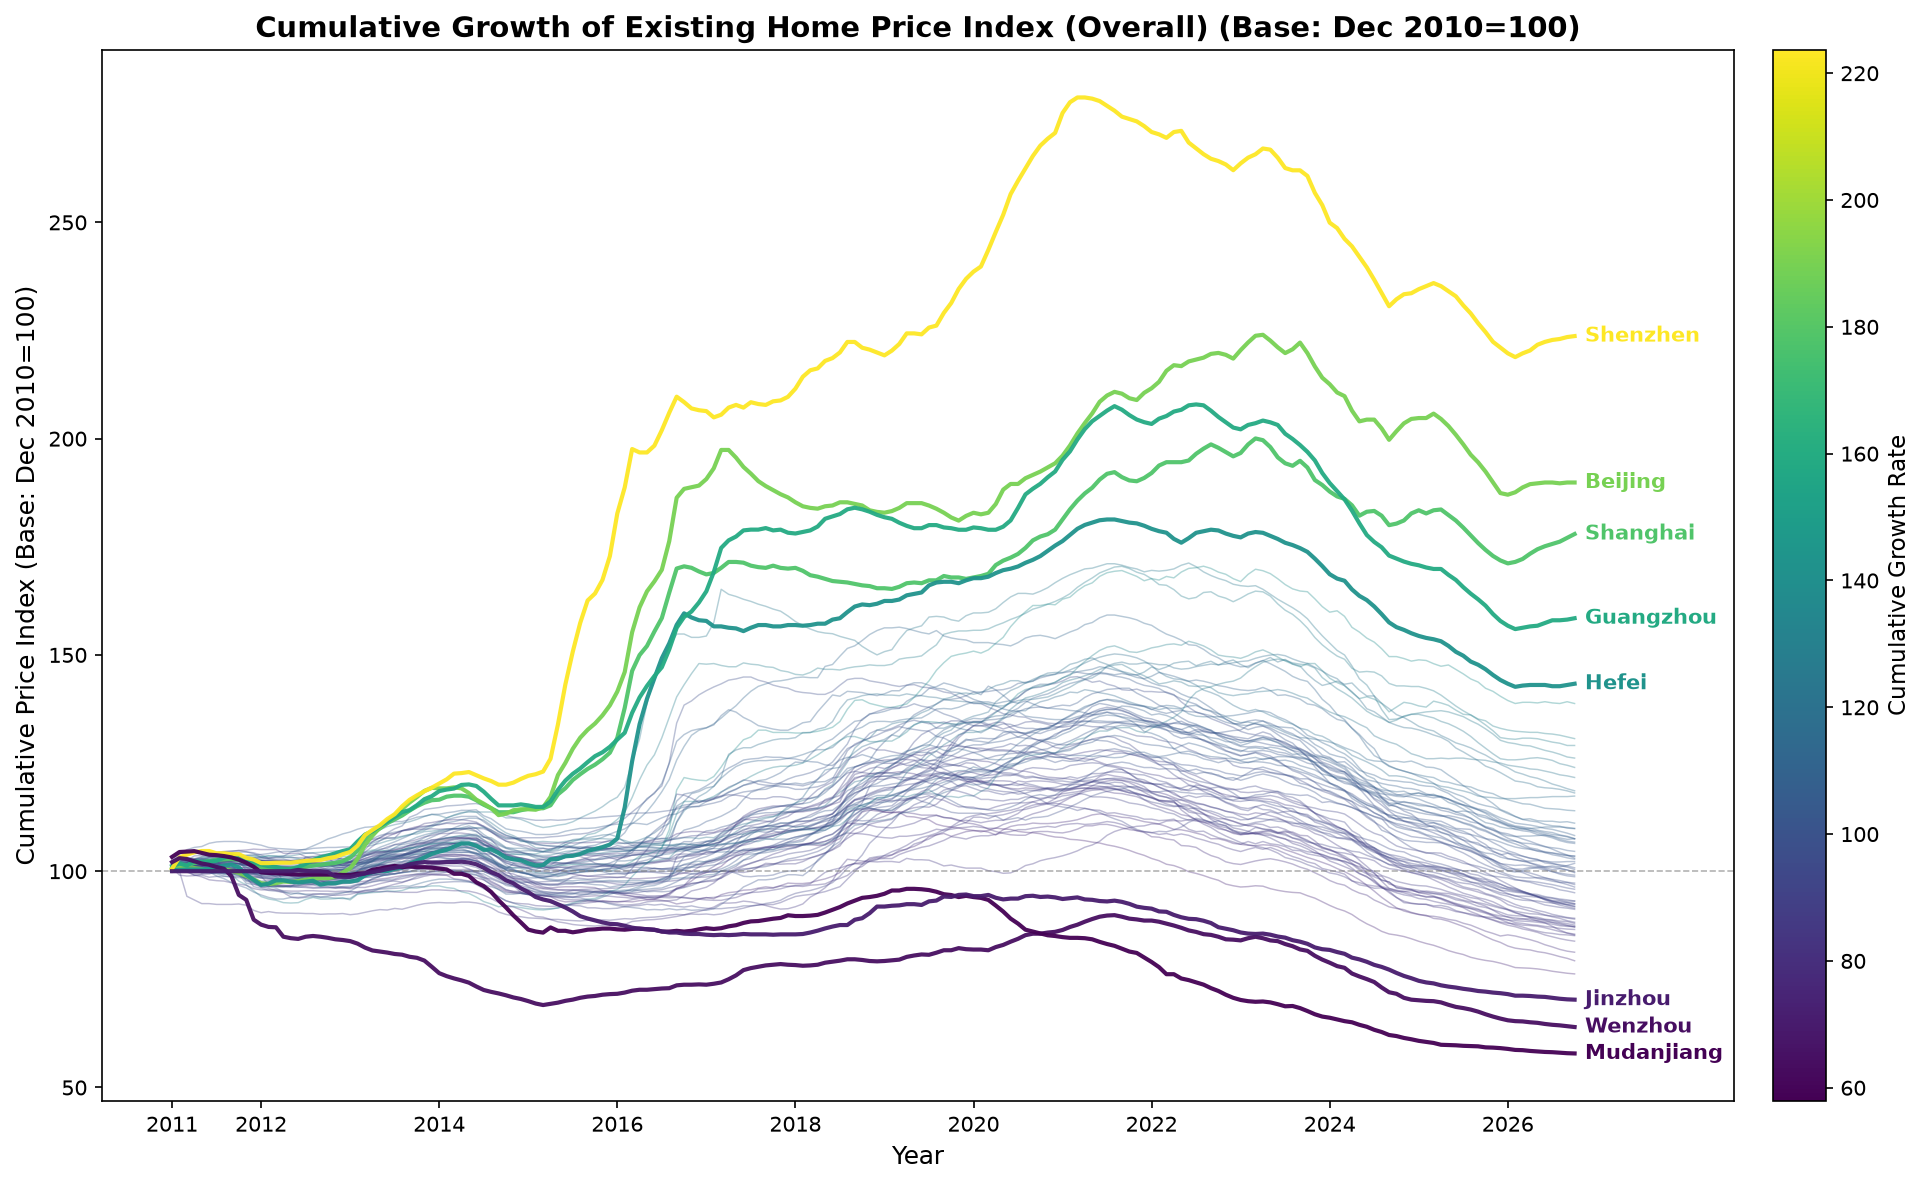 Cumulative Growth of Existing Home Price Index (Overall) (Base: Dec 2010=100)
Cumulative Price Index (Base: Dec 2010=100)
250
200
150
100
50
2011 2012 2014 2016 2018 2020 2022 2024 2026
Year
Shenzhen
Beijing
Shanghai
Guangzhou
Hefei
Jinzhou
Wenzhou
Mudanjiang
220
200
180
160
140
120
100
80
60
Cumulative Growth Rate